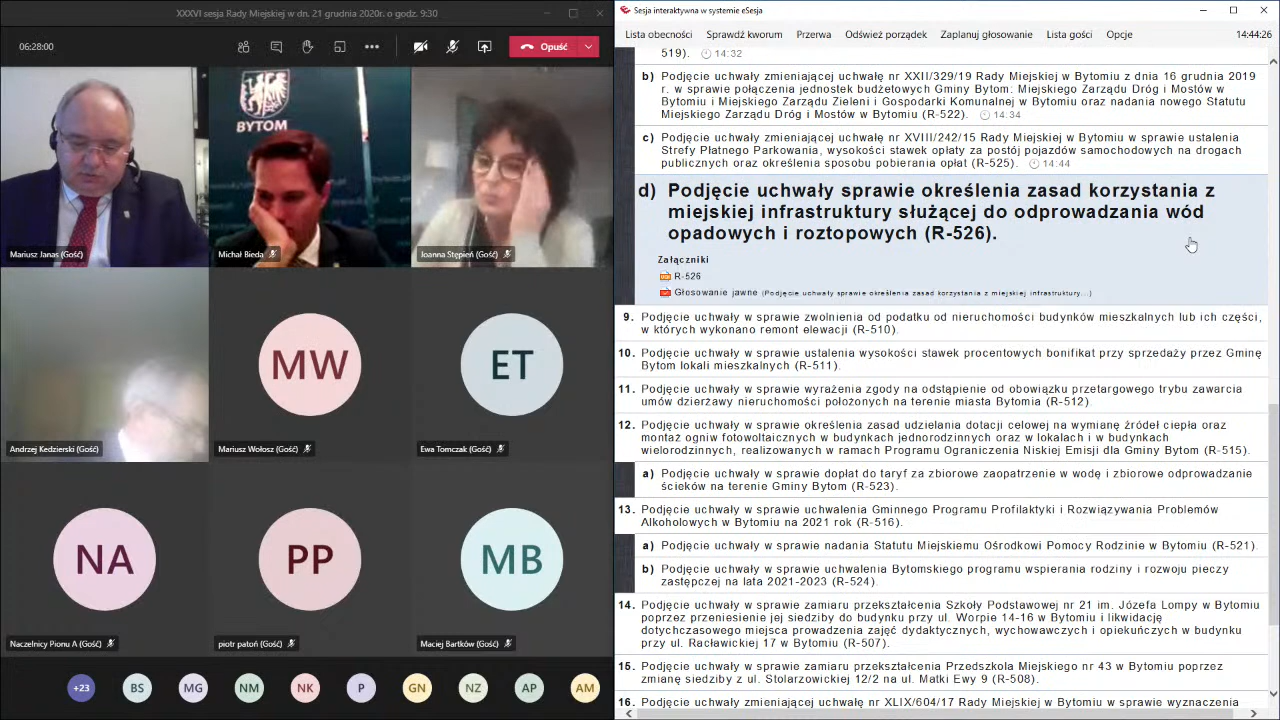 XXXVI sesja Rady Miejskiej w dn. 21 grudnia 2020r. o godz. 9:30
06:28:00
Opuść
BYTOM
Mariusz Janas (Gość)
Michał Bieda
Joanna Stępień (Gość)
Andrzej Kedzierski (Gość)
MW
Mariusz Wołosz (Gość)
ET
Ewa Tomczak (Gość)
NA
Naczelnicy Pionu A (Gość)
PP
piotr patoń (Gość)
MB
Maciej Bartków (Gość)
+23
BS
MG
NM
NK
P
GN
NZ
AP
AM
Sesja interaktywna w systemie eSesja
Lista obecności Sprawdź kworum Przerwa Odśwież porządek Zaplanuj głosowanie Lista gości Opcje
14:44:26
519). 14:32
b) Podjęcie uchwały zmieniającej uchwałę nr XXII/329/19 Rady Miejskiej w Bytomiu z dnia 16 grudnia 2019
r. w sprawie połączenia jednostek budżetowych Gminy Bytom: Miejskiego Zarządu Dróg i Mostów w
Bytomiu i Miejskiego Zarządu Zieleni i Gospodarki Komunalnej w Bytomiu oraz nadania nowego Statutu
Miejskiego Zarządu Dróg i Mostów w Bytomiu (R-522) 14:34
c) Podjęcie uchwały zmieniającej uchwałę nr XVIII/242/15 Rady Miejskiej w Bytomiu w sprawie ustalenia
Strefy Płatnego Parkowania, wysokości stawek opłaty za postój pojazdów samochodowych na drogach
publicznych oraz określenia sposobu pobierania opłat (R-525). 14:44
d) Podjęcie uchwały sprawie określenia zasad korzystania z
miejskiej infrastruktury służącej do odprowadzania wód
opadowych i roztopowych (R-526).
Załączniki
R-526
Głosowanie jawne (Podjęcie uchwały sprawie określenia zasad korzystania z miejskiej infrastruktury...)
9. Podjęcie uchwały w sprawie zwolnienia od podatku od nieruchomości budynków mieszkalnych lub ich części,
w których wykonano remont elewacji (R-510).
10. Podjęcie uchwały w sprawie ustalenia wysokości stawek procentowych bonifikat przy sprzedaży przez Gminę
Bytom lokali mieszkalnych (R-511).
11. Podjęcie uchwały w sprawie wyrażenia zgody na odstąpienie od obowiązku przetargowego trybu zawarcia
umów dzierżawy nieruchomości położonych na terenie miasta Bytomia (R-512)
12. Podjęcie uchwały w sprawie określenia zasad udzielania dotacji celowej na wymianę źródeł ciepła oraz
montaż ogniw fotowoltaicznych w budynkach jednorodzinnych oraz w lokalach i w budynkach
wielorodzinnych, realizowanych w ramach Programu Ograniczenia Niskiej Emisji dla Gminy Bytom (R-515).
a) Podjęcie uchwały w sprawie dopłat do taryf za zbiorowe zaopatrzenie w wodę i zbiorowe odprowadzanie
ścieków na terenie Gminy Bytom (R-523).
13. Podjęcie uchwały w sprawie uchwalenia Gminnego Programu Profilaktyki i Rozwiązywania Problemów
Alkoholowych w Bytomiu na 2021 rok (R-516).
a) Podjęcie uchwały w sprawie nadania Statutu Miejskiemu Ośrodkowi Pomocy Rodzinie w Bytomiu (R-521).
b) Podjęcie uchwały w sprawie uchwalenia Bytomskiego programu wspierania rodziny i rozwoju pieczy
zastępczej na lata 2021-2023 (R-524).
14. Podjęcie uchwały w sprawie zamiaru przekształcenia Szkoły Podstawowej nr 21 im. Józefa Lompy w Bytomiu
poprzez przeniesienie jej siedziby do budynku przy ul. Worpie 14-16 w Bytomiu i likwidację
dotychczasowego miejsca prowadzenia zajęć dydaktycznych, wychowawczych i opiekuńczych w budynku
przy ul. Racławickiej 17 w Bytomiu (R-507).
15. Podjęcie uchwały w sprawie zamiaru przekształcenia Przedszkola Miejskiego nr 43 w Bytomiu poprzez
zmianę siedziby z ul. Stolarzowickiej 12/2 na ul. Matki Ewy 9 (R-508).
16. Podjęcie uchwały zmieniającej uchwałę nr XLIX/604/17 Rady Miejskiej w Bytomiu w sprawie wyznaczenia